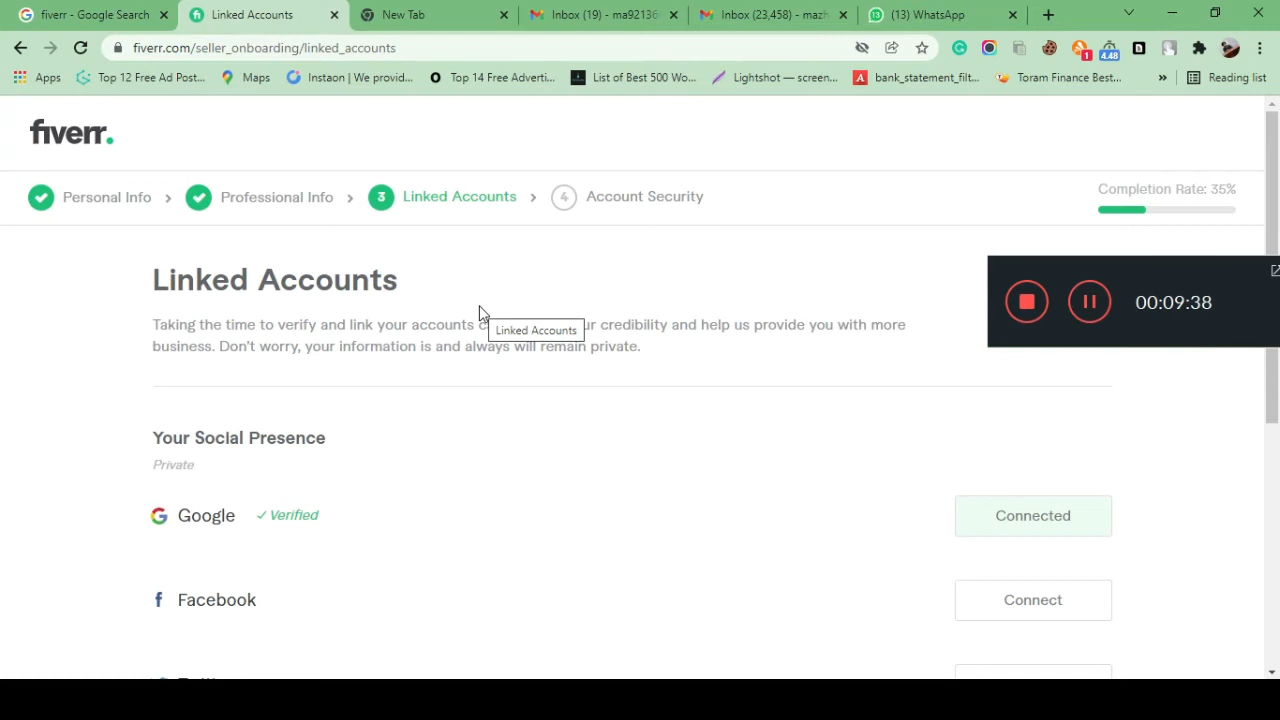 fiverr - Google Search
Linked Accounts
New Tab
Inbox (19) - ma92136
Inbox (23,458) - mazh
(13) WhatsApp
fiverr.com/seller_onboarding/linked_accounts
1
4.48
Apps
Top 12 Free Ad Post...
Maps
Instaon | We provid...
Top 14 Free Adverti...
List of Best 500 Wo...
Lightshot — screen...
bank_statement_filt...
Toram Finance Best...
»
Reading list
fiverr.
Personal Info
Professional Info
3 Linked Accounts
4 Account Security
Completion Rate: 35%
Linked Accounts
00:09:38
Taking the time to verify and link your accounts credibility and help us provide you with more
Linked Accounts
business. Don't worry, your information is and always will remain private.
Your Social Presence
Private
Google
Verified
Connected
Facebook
Connect